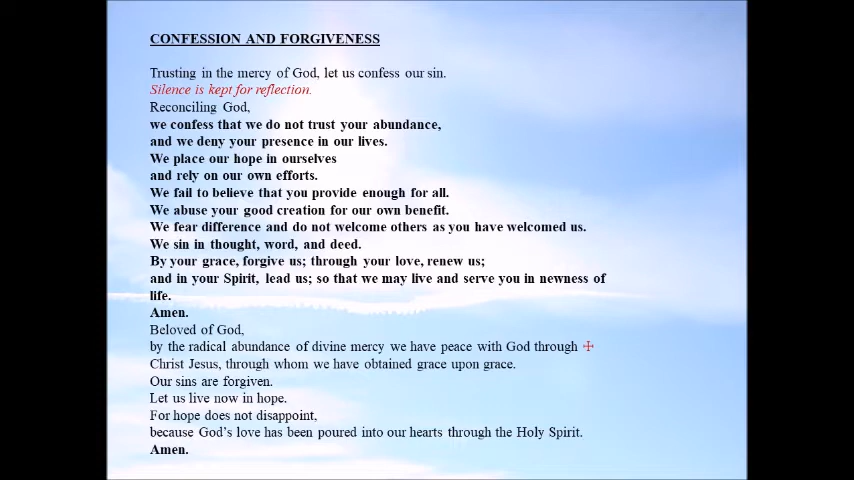 CONFESSION AND FORGIVENESS
Trusting in the mercy of God, let us confess our sin.
Silence is kept for reflection.
Reconciling God,
we confess that we do not trust your abundance,
and we deny your presence in our lives.
We place our hope in ourselves
and rely on our own efforts.
We fail to believe that you provide enough for all.
We abuse your good creation for our own benefit.
We fear difference and do not welcome others as you have welcomed us.
We sin in thought, word, and deed.
By your grace, forgive us; through your love, renew us;
and in your Spirit, lead us; so that we may live and serve you in newness of
life.
Amen.
Beloved of God,
by the radical abundance of divine mercy we have peace with God through ☩
Christ Jesus, through whom we have obtained grace upon grace.
Our sins are forgiven.
Let us live now in hope.
For hope does not disappoint,
because God’s love has been poured into our hearts through the Holy Spirit.
Amen.